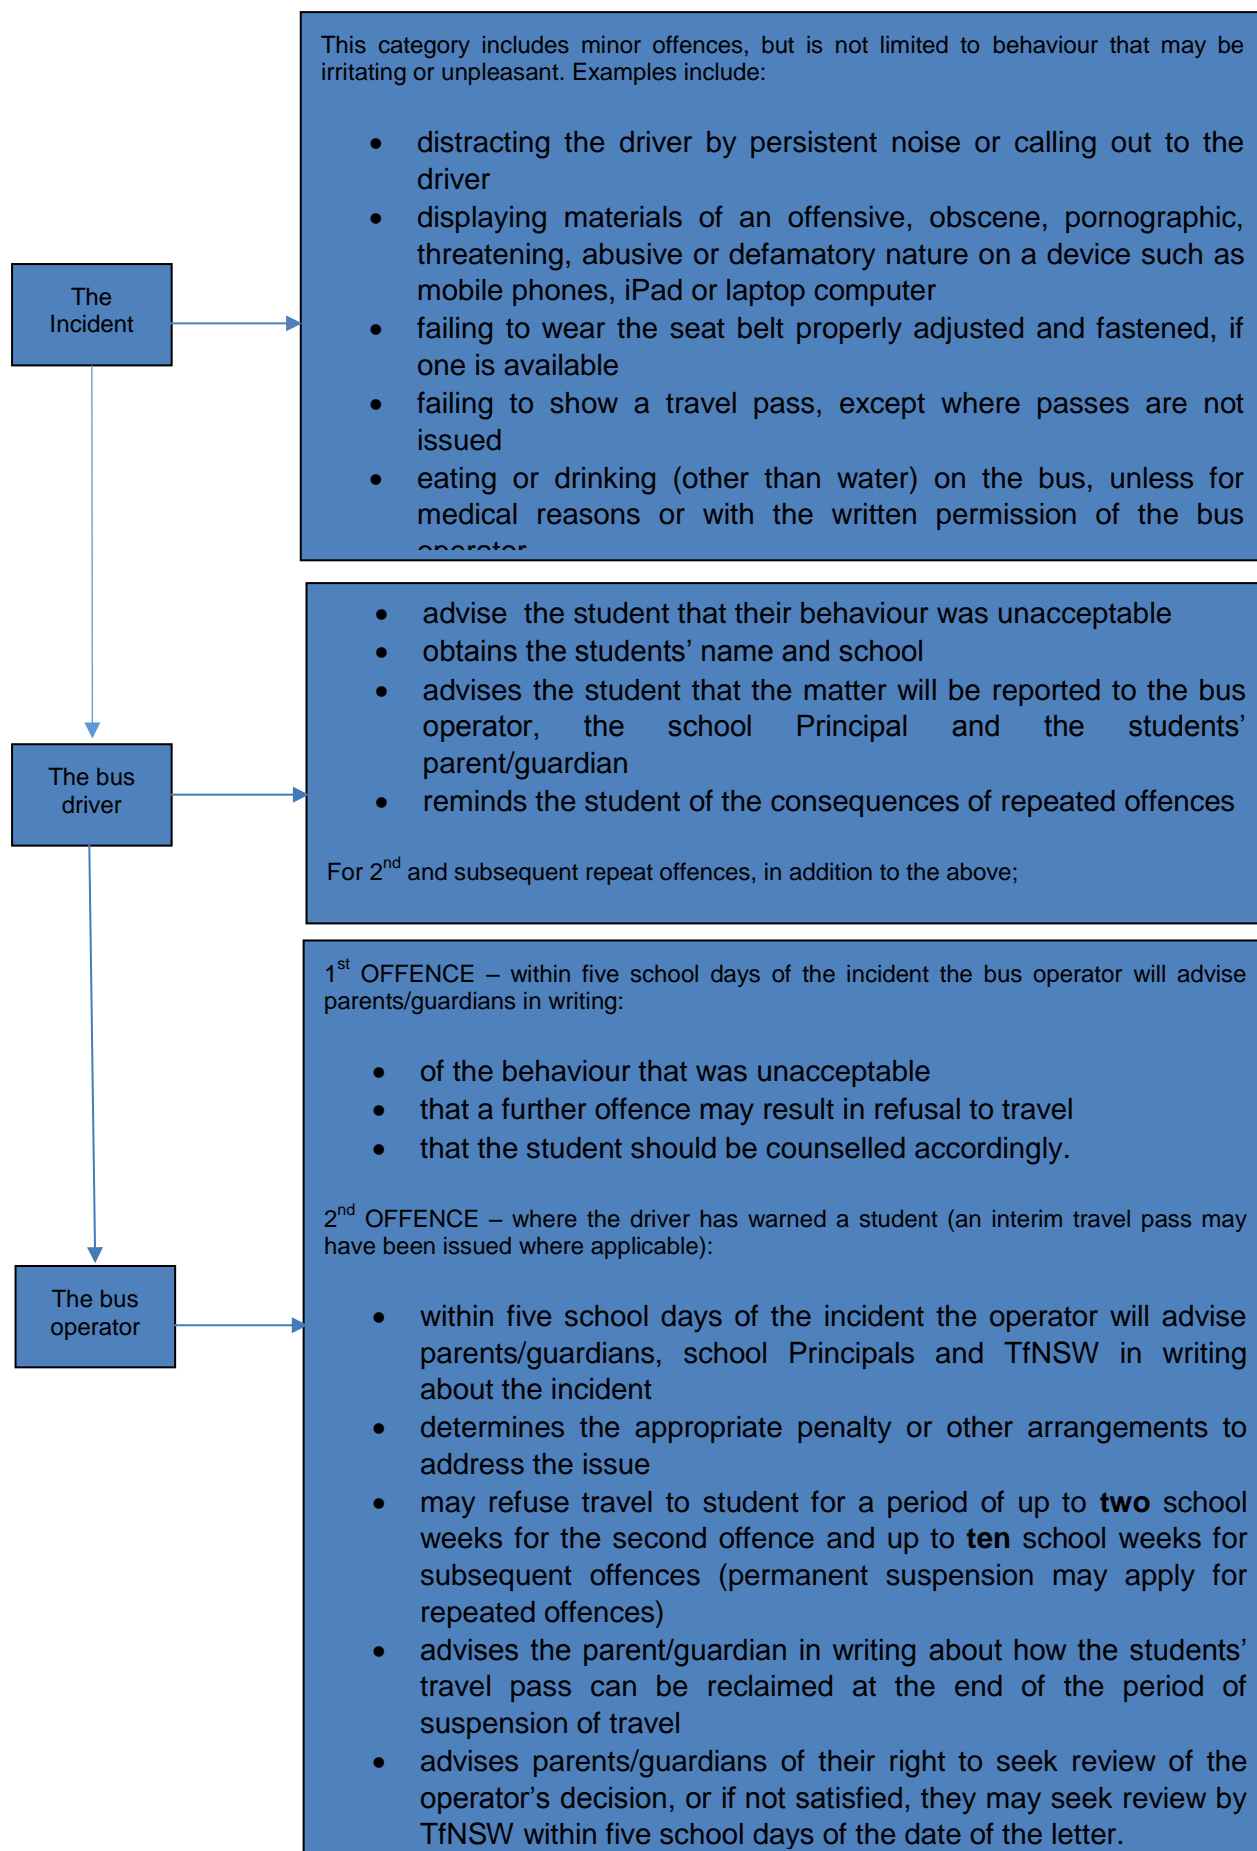 This category includes minor offences, but is not limited to behaviour that may be
irritating or unpleasant. Examples include:
• distracting the driver by persistent noise or calling out to the
driver
• displaying materials of an offensive, obscene, pornographic,
threatening, abusive or defamatory nature on a device such as
mobile phones, iPad or laptop computer
• failing to wear the seat belt properly adjusted and fastened, if
one is available
• failing to show a travel pass, except where passes are not
issued
• eating or drinking (other than water) on the bus, unless for
medical reasons or with the written permission of the bus
operator
The
Incident
• advise the student that their behaviour was unacceptable
• obtains the students’ name and school
• advises the student that the matter will be reported to the bus
operator, the school Principal and the students’
parent/guardian
• reminds the student of the consequences of repeated offences
For 2nd and subsequent repeat offences, in addition to the above;
The bus
driver
1st OFFENCE – within five school days of the incident the bus operator will advise
parents/guardians in writing:
• of the behaviour that was unacceptable
• that a further offence may result in refusal to travel
• that the student should be counselled accordingly.
2nd OFFENCE – where the driver has warned a student (an interim travel pass may
have been issued where applicable):
• within five school days of the incident the operator will advise
parents/guardians, school Principals and TfNSW in writing
about the incident
• determines the appropriate penalty or other arrangements to
address the issue
• may refuse travel to student for a period of up to two school
weeks for the second offence and up to ten school weeks for
subsequent offences (permanent suspension may apply for
repeated offences)
• advises the parent/guardian in writing about how the students’
travel pass can be reclaimed at the end of the period of
suspension of travel
• advises parents/guardians of their right to seek review of the
operator’s decision, or if not satisfied, they may seek review by
TfNSW within five school days of the date of the letter.
The bus
operator